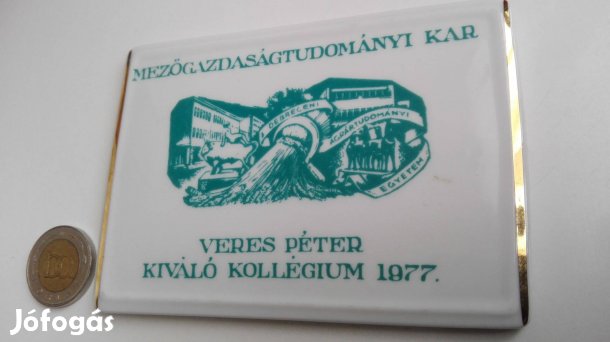 MEZŐGAZDASÁGTUDOMÁNYI KAR
A DEBRECENI
AGRÁRTUDOMÁNYI
EGYETEM
VERES PÉTER
KIVÁLÓ KOLLÉGIUM 1977.
100
Jófogás